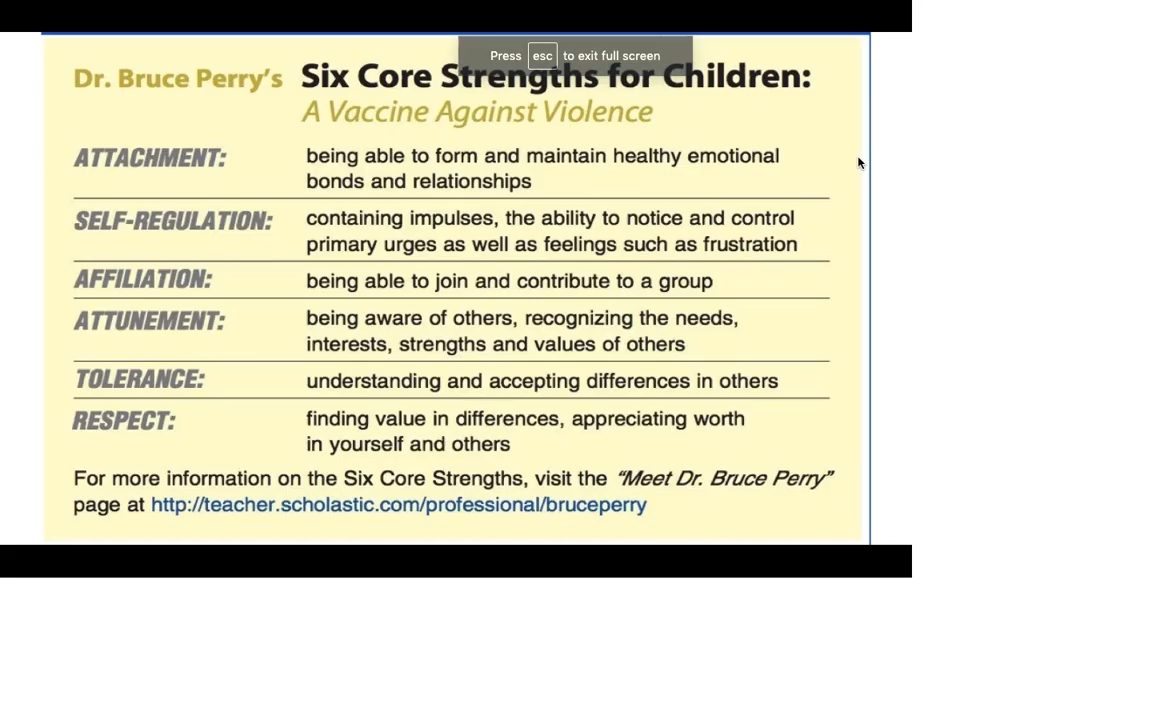 Press esc to exit full screen
Dr. Bruce Perry's Six Core Strengths for Children:
A Vaccine Against Violence
ATTACHMENT: being able to form and maintain healthy emotional
bonds and relationships
SELF-REGULATION: containing impulses, the ability to notice and control
primary urges as well as feelings such as frustration
AFFILIATION: being able to join and contribute to a group
ATTUNEMENT: being aware of others, recognizing the needs,
interests, strengths and values of others
TOLERANCE: understanding and accepting differences in others
RESPECT: finding value in differences, appreciating worth
in yourself and others
For more information on the Six Core Strengths, visit the "Meet Dr. Bruce Perry"
page at http://teacher.scholastic.com/professional/bruceperry